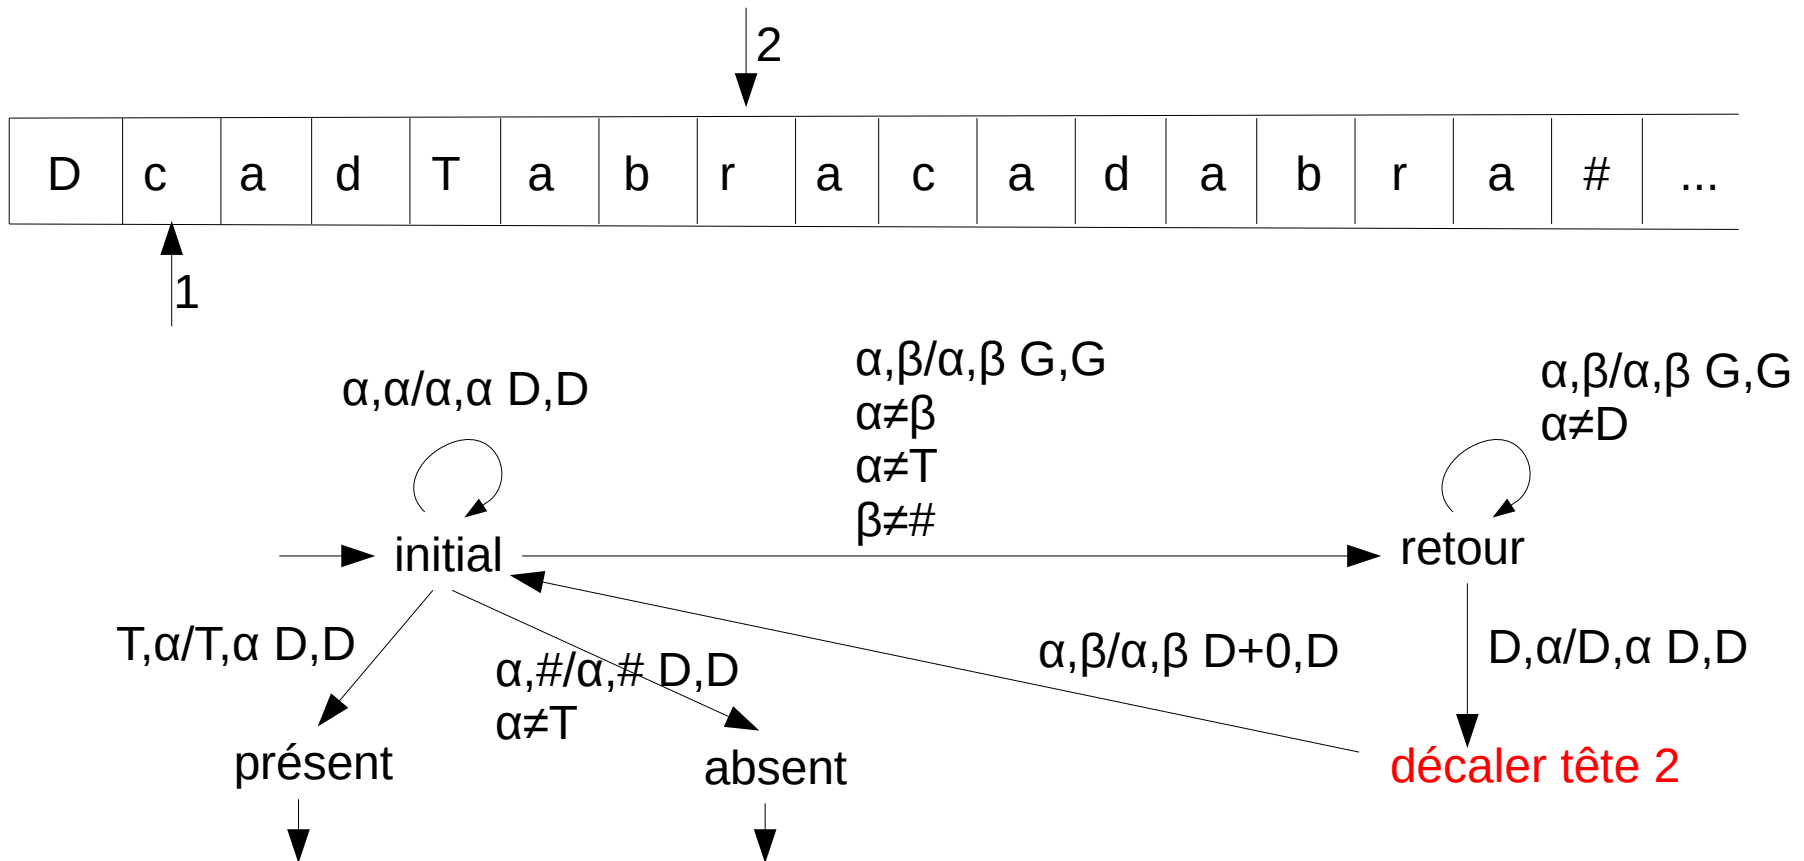 2
D c a d T a b r a c a d a b r a # ...
1
α,α/α,α D,D
α,β/α,β G,G
α≠β
α≠T
β≠#
α,β/α,β G,G
α≠D
initial
retour
T,α/T,α D,D
α,#/α,# D,D
α≠T
α,β/α,β D+0,D
D,α/D,α D,D
présent
absent
décaler tête 2